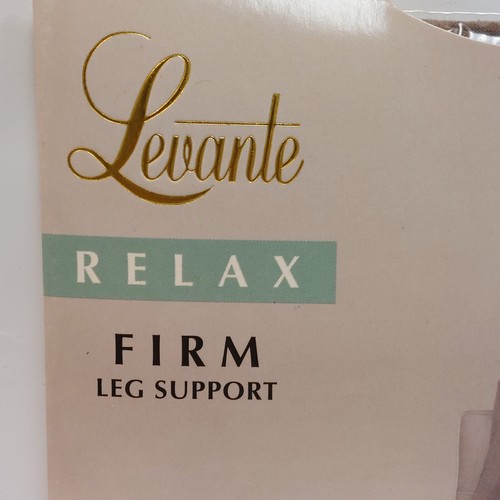 Levante
RELAX
FIRM
LEG SUPPORT